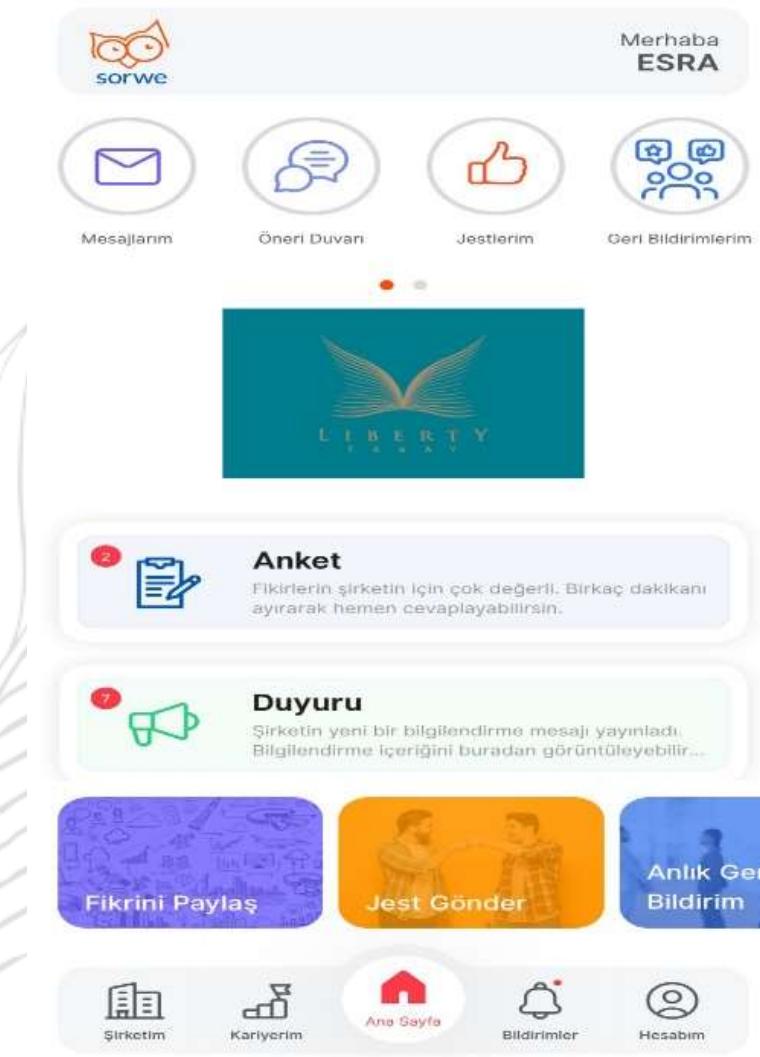 Merhaba
ESRA
sorwe
Mesajlarım
Öneri Duvarı
Jestlerim
Geri Bildirimlerim
LIBERTY
2
Anket
Fikirlerin şirketin için çok değerli. Birkaç dakikanı
ayırarak hemen cevaplayabilirsin.
7
Duyuru
Şirketin yeni bir bilgilendirme mesajı yayınladı.
Bilgilendirme içeriğini buradan görüntüleyebilir...
Fikrini Paylaş
Jest Gönder
Anlık Ger
Bildirim
Şirketim
Kariyerim
Ana Sayfa
Bildirimler
Hesabım